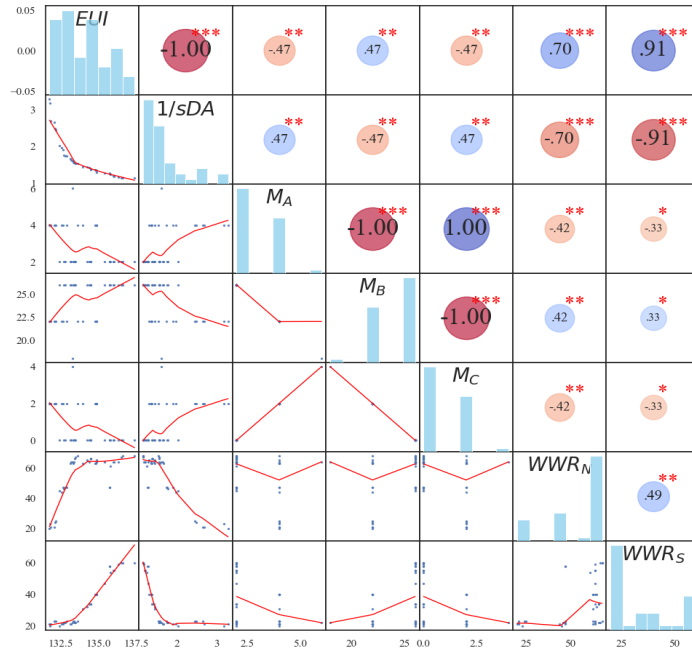 0.05 EUI *** ** ** ** *** ***
0.00 -1.00 -.47 .47 -.47 .70 .91
−0.05
3 1/sDA ** ** ** *** ***
2 .47 -.47 .47 -.70 -.91
1
6 M_A *** *** ** *
4 -1.00 1.00 -.42 -.33
2
M_B *** ** *
25.0
22.5 -1.00 .42 .33
20.0
4 M_C ** *
2 -.42 -.33
0
60 WWR_N **
40 .49
20
60 WWR_S
40
20
132.5 135.0 137.5 2 3 2.5 5.0 20 25 0.0 2.5 25 50 25 50